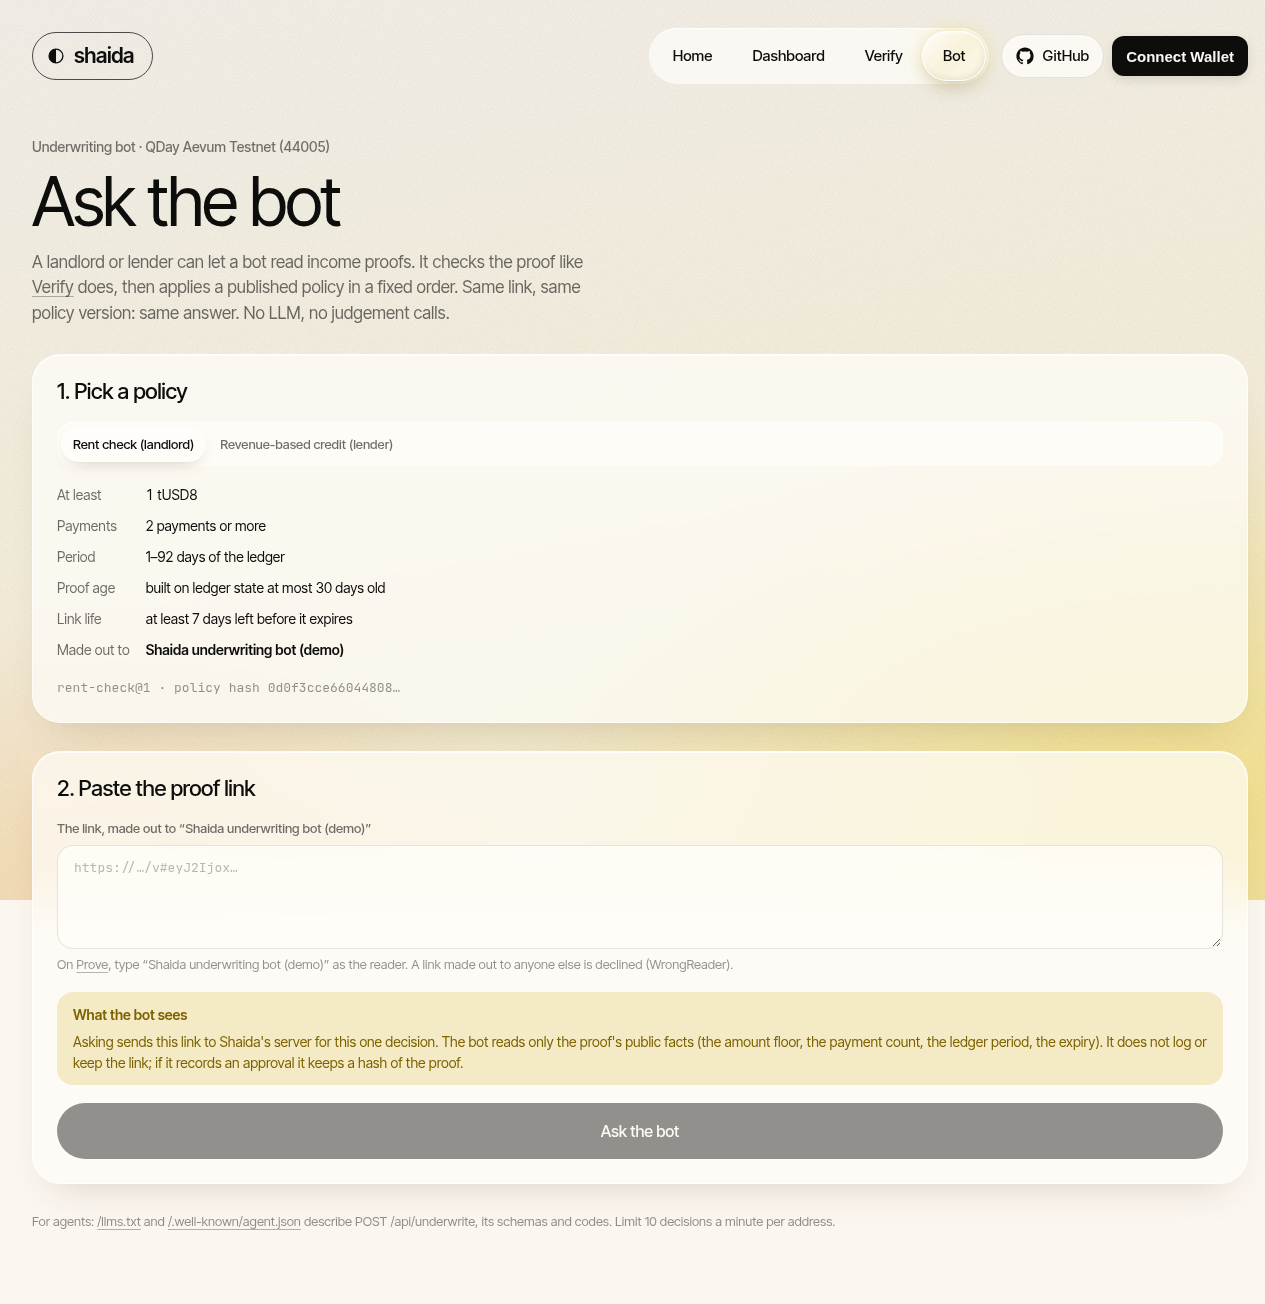 shaida
Home
Dashboard
Verify
Bot
GitHub
Connect Wallet
Underwriting bot · QDay Aevum Testnet (44005)
Ask the bot
A landlord or lender can let a bot read income proofs. It checks the proof like
Verify does, then applies a published policy in a fixed order. Same link, same
policy version: same answer. No LLM, no judgement calls.
1. Pick a policy
Rent check (landlord)
Revenue-based credit (lender)
At least 1 tUSD8
Payments 2 payments or more
Period 1–92 days of the ledger
Proof age built on ledger state at most 30 days old
Link life at least 7 days left before it expires
Made out to Shaida underwriting bot (demo)
rent-check@1 · policy hash 0d0f3cce66044808…
2. Paste the proof link
The link, made out to “Shaida underwriting bot (demo)”
https://…/v#eyJ2Ijox…
On Prove, type “Shaida underwriting bot (demo)” as the reader. A link made out to anyone else is declined (WrongReader).
What the bot sees
Asking sends this link to Shaida's server for this one decision. The bot reads only the proof's public facts (the amount floor, the payment count, the ledger period, the expiry). It does not log or
keep the link; if it records an approval it keeps a hash of the proof.
Ask the bot
For agents: /llms.txt and /.well-known/agent.json describe POST /api/underwrite, its schemas and codes. Limit 10 decisions a minute per address.